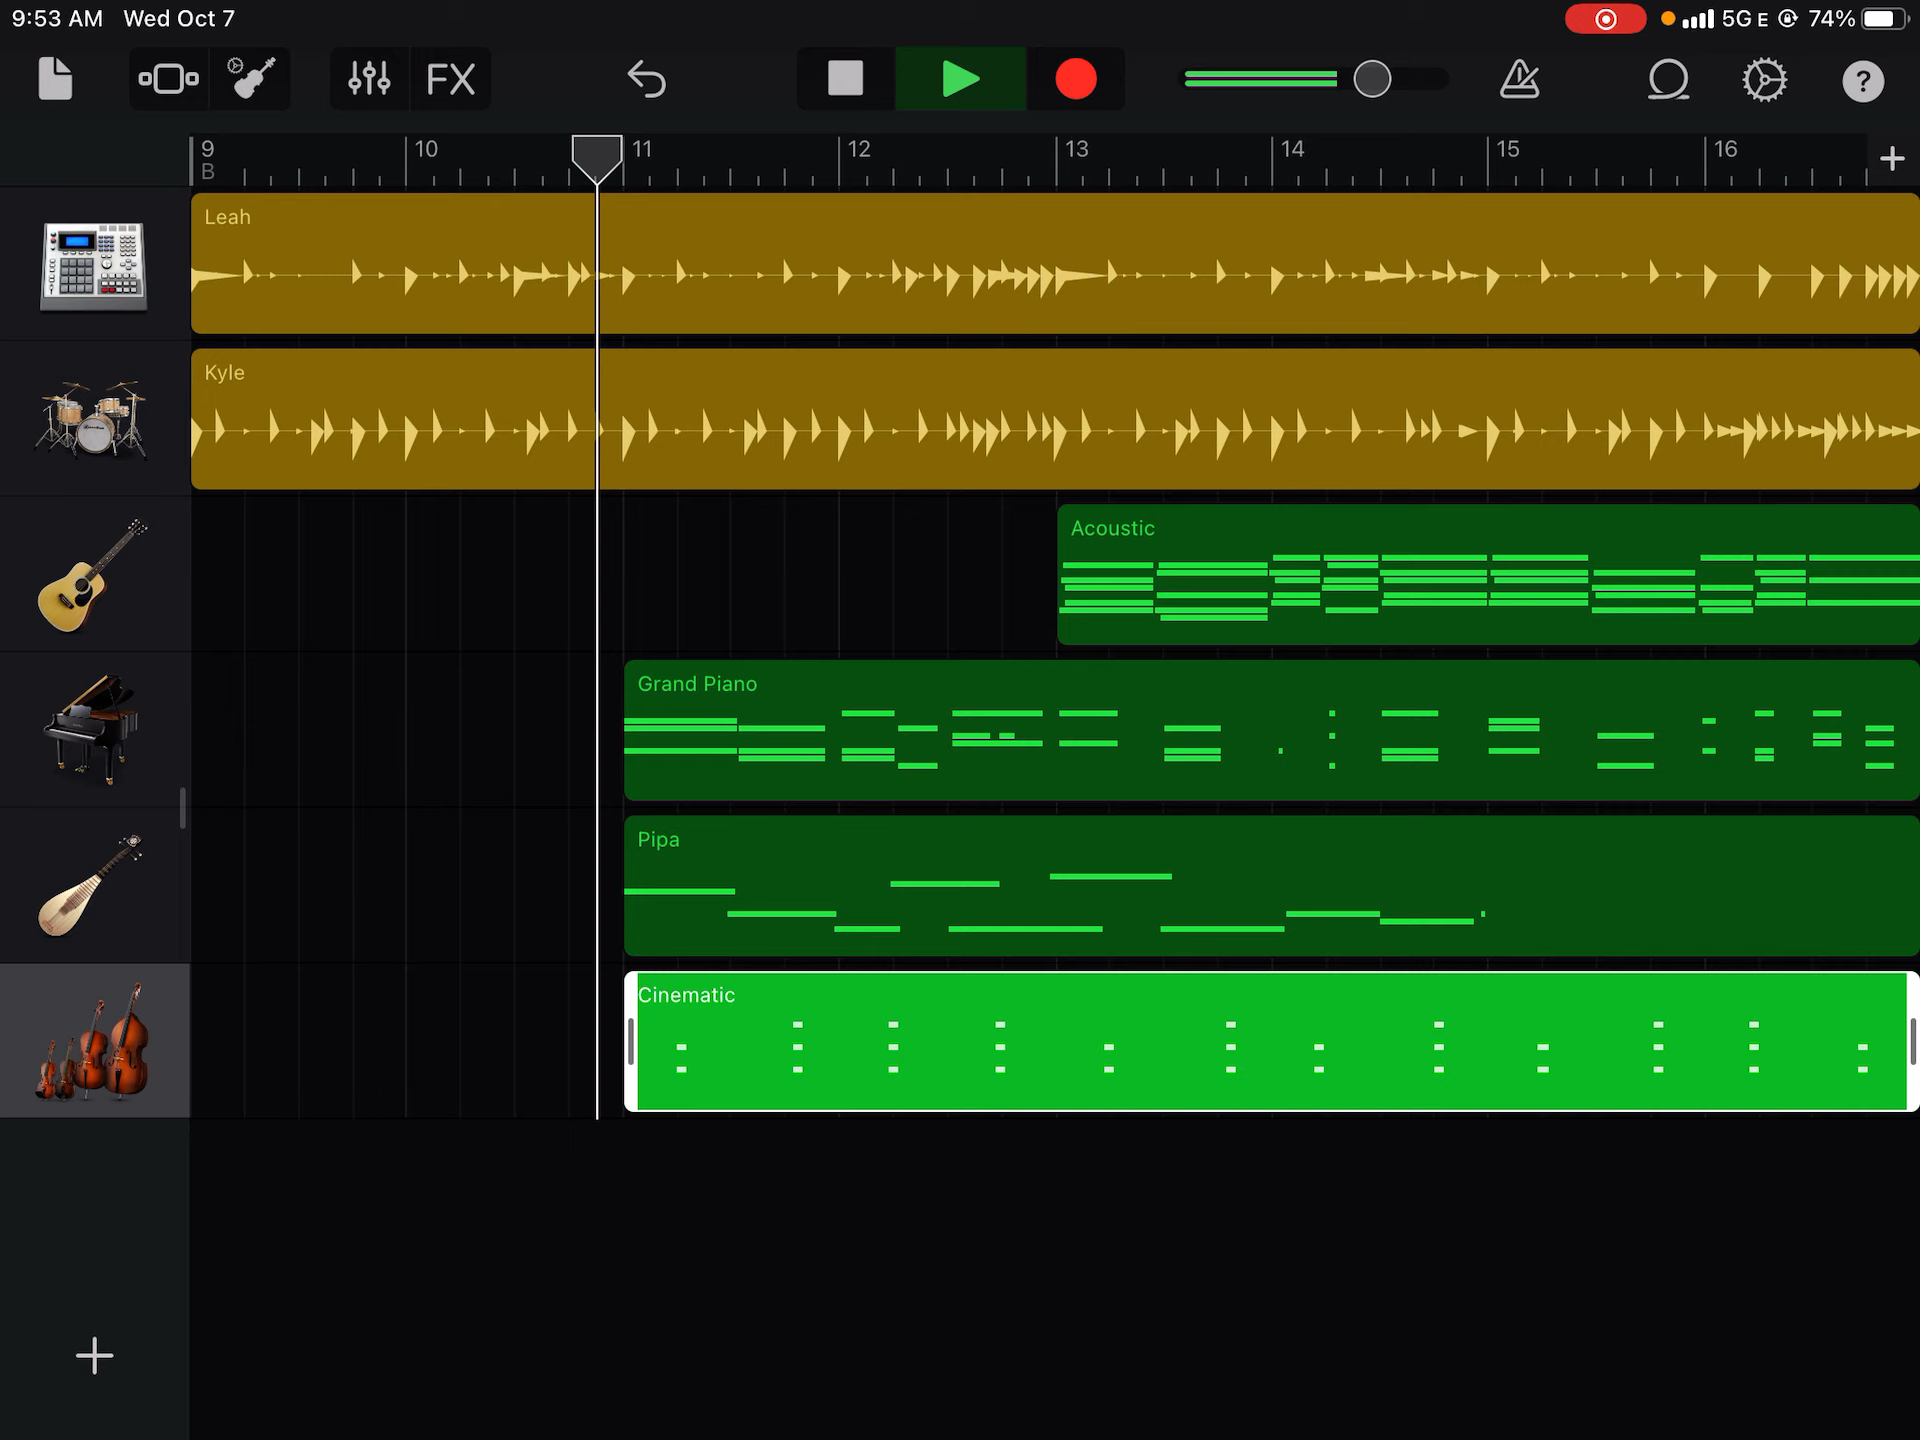 9:53 AM Wed Oct 7
5G E 74%
FX
?
9 10 11 12 13 14 15 16
B
Leah
Kyle
Acoustic
Grand Piano
Pipa
Cinematic